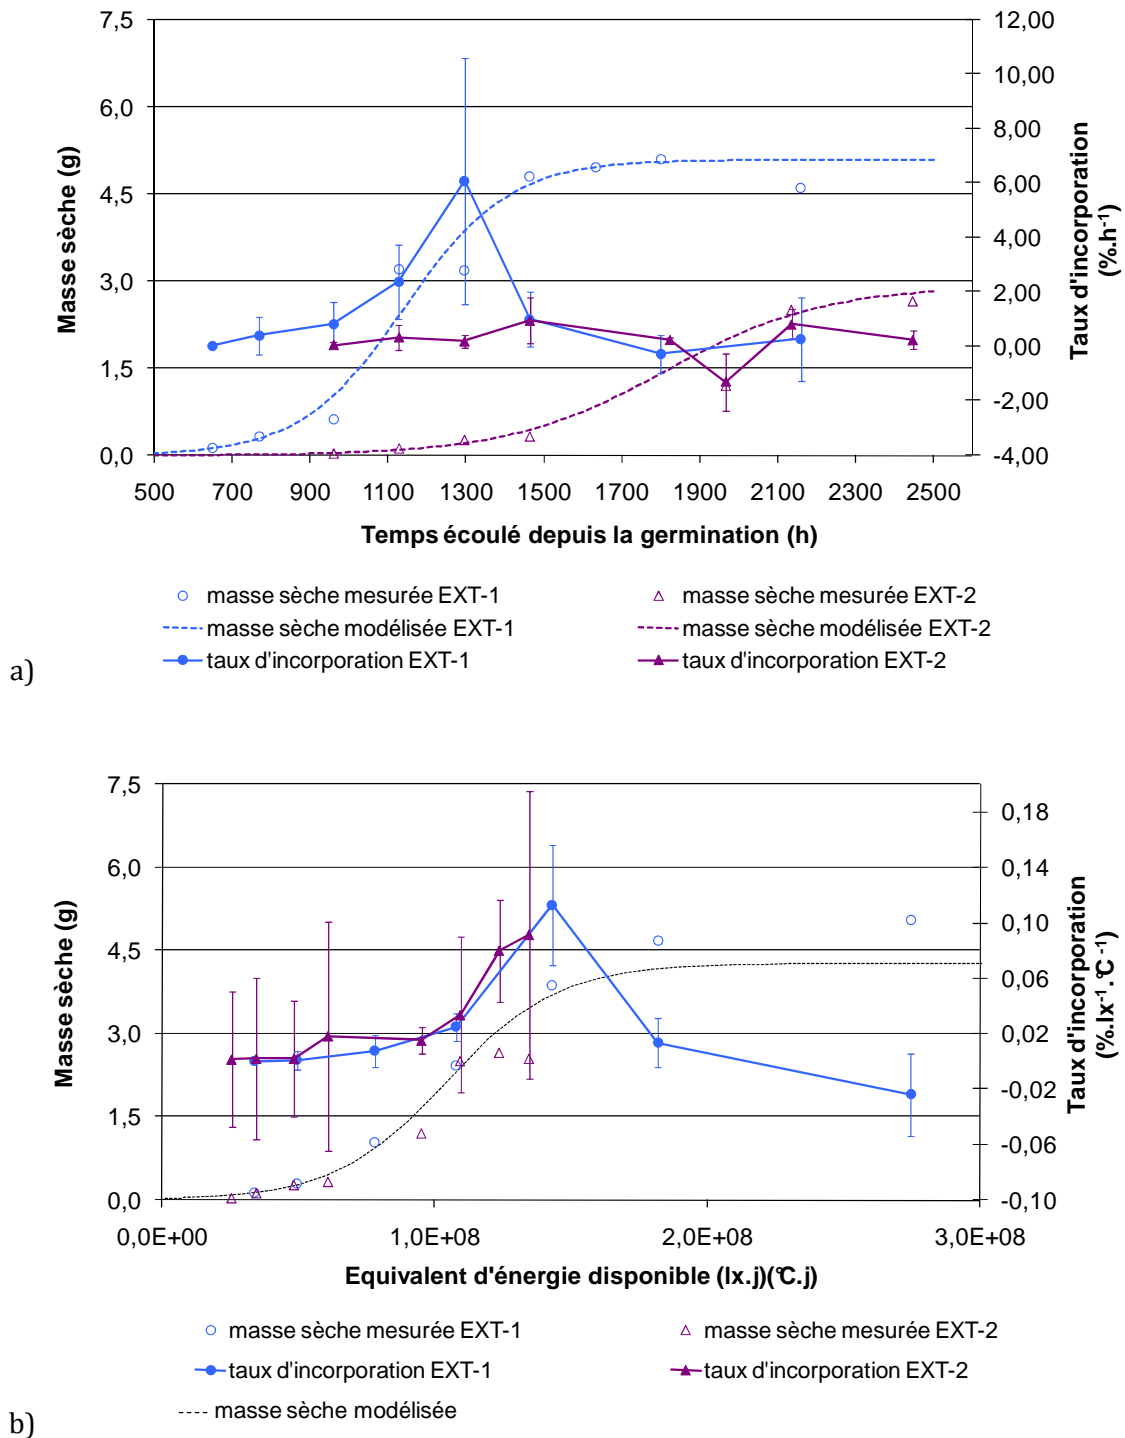 7,5
6,0
4,5
3,0
1,5
0,0
Masse sèche (g)
12,00
10,00
8,00
6,00
4,00
2,00
0,00
-2,00
-4,00
Taux d'incorporation
(%.h⁻¹)
500 700 900 1100 1300 1500 1700 1900 2100 2300 2500
Temps écoulé depuis la germination (h)
masse sèche mesurée EXT-1
masse sèche mesurée EXT-2
masse sèche modélisée EXT-1
masse sèche modélisée EXT-2
taux d'incorporation EXT-1
taux d'incorporation EXT-2
a)
7,5
6,0
4,5
3,0
1,5
0,0
Masse sèche (g)
0,18
0,14
0,10
0,06
0,02
-0,02
-0,06
-0,10
Taux d'incorporation
(%.lx⁻¹.°C⁻¹)
0,0E+00 1,0E+08 2,0E+08 3,0E+08
Equivalent d'énergie disponible (lx.j)(°C.j)
masse sèche mesurée EXT-1
masse sèche mesurée EXT-2
taux d'incorporation EXT-1
taux d'incorporation EXT-2
masse sèche modélisée
b)